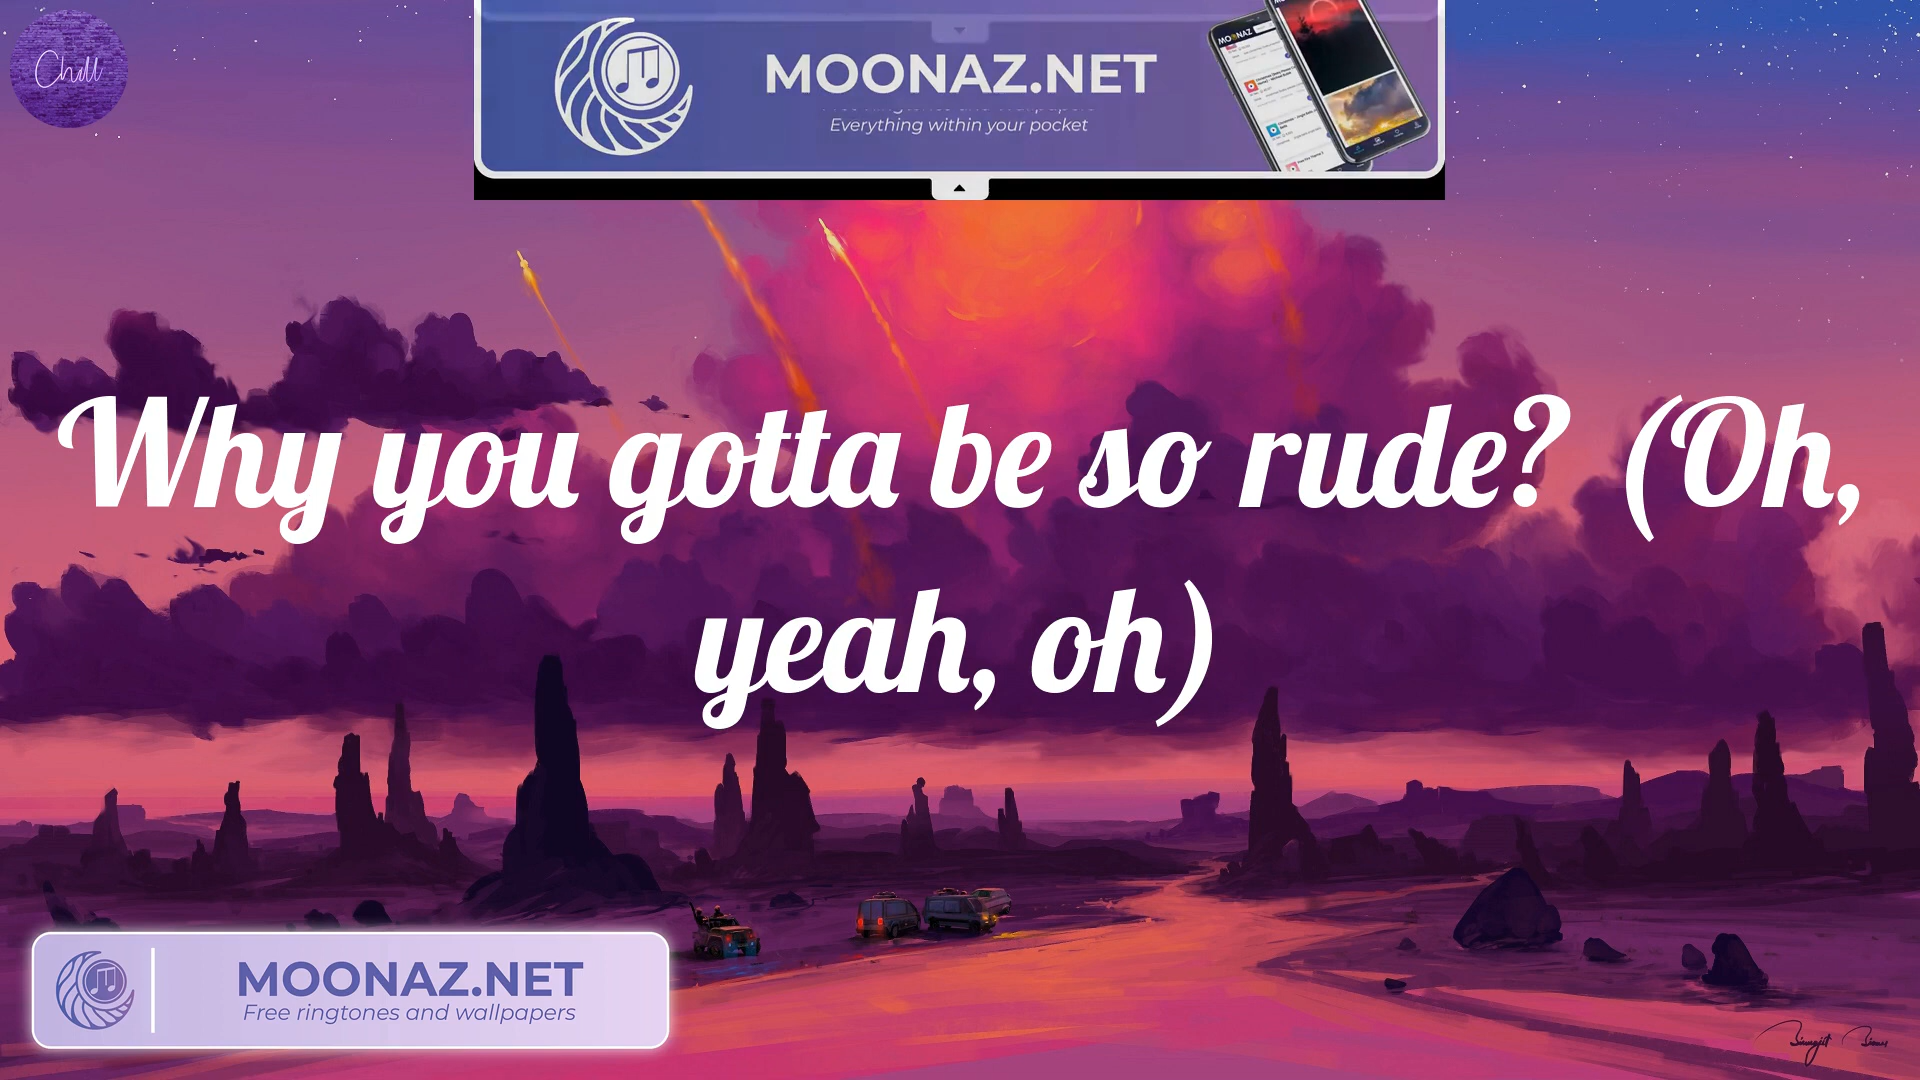 Chill
MOONAZ.NET
Everything within your pocket
MOONAZ
Why you gotta be so rude? (Oh,
yeah, oh)
MOONAZ.NET
Free ringtones and wallpapers